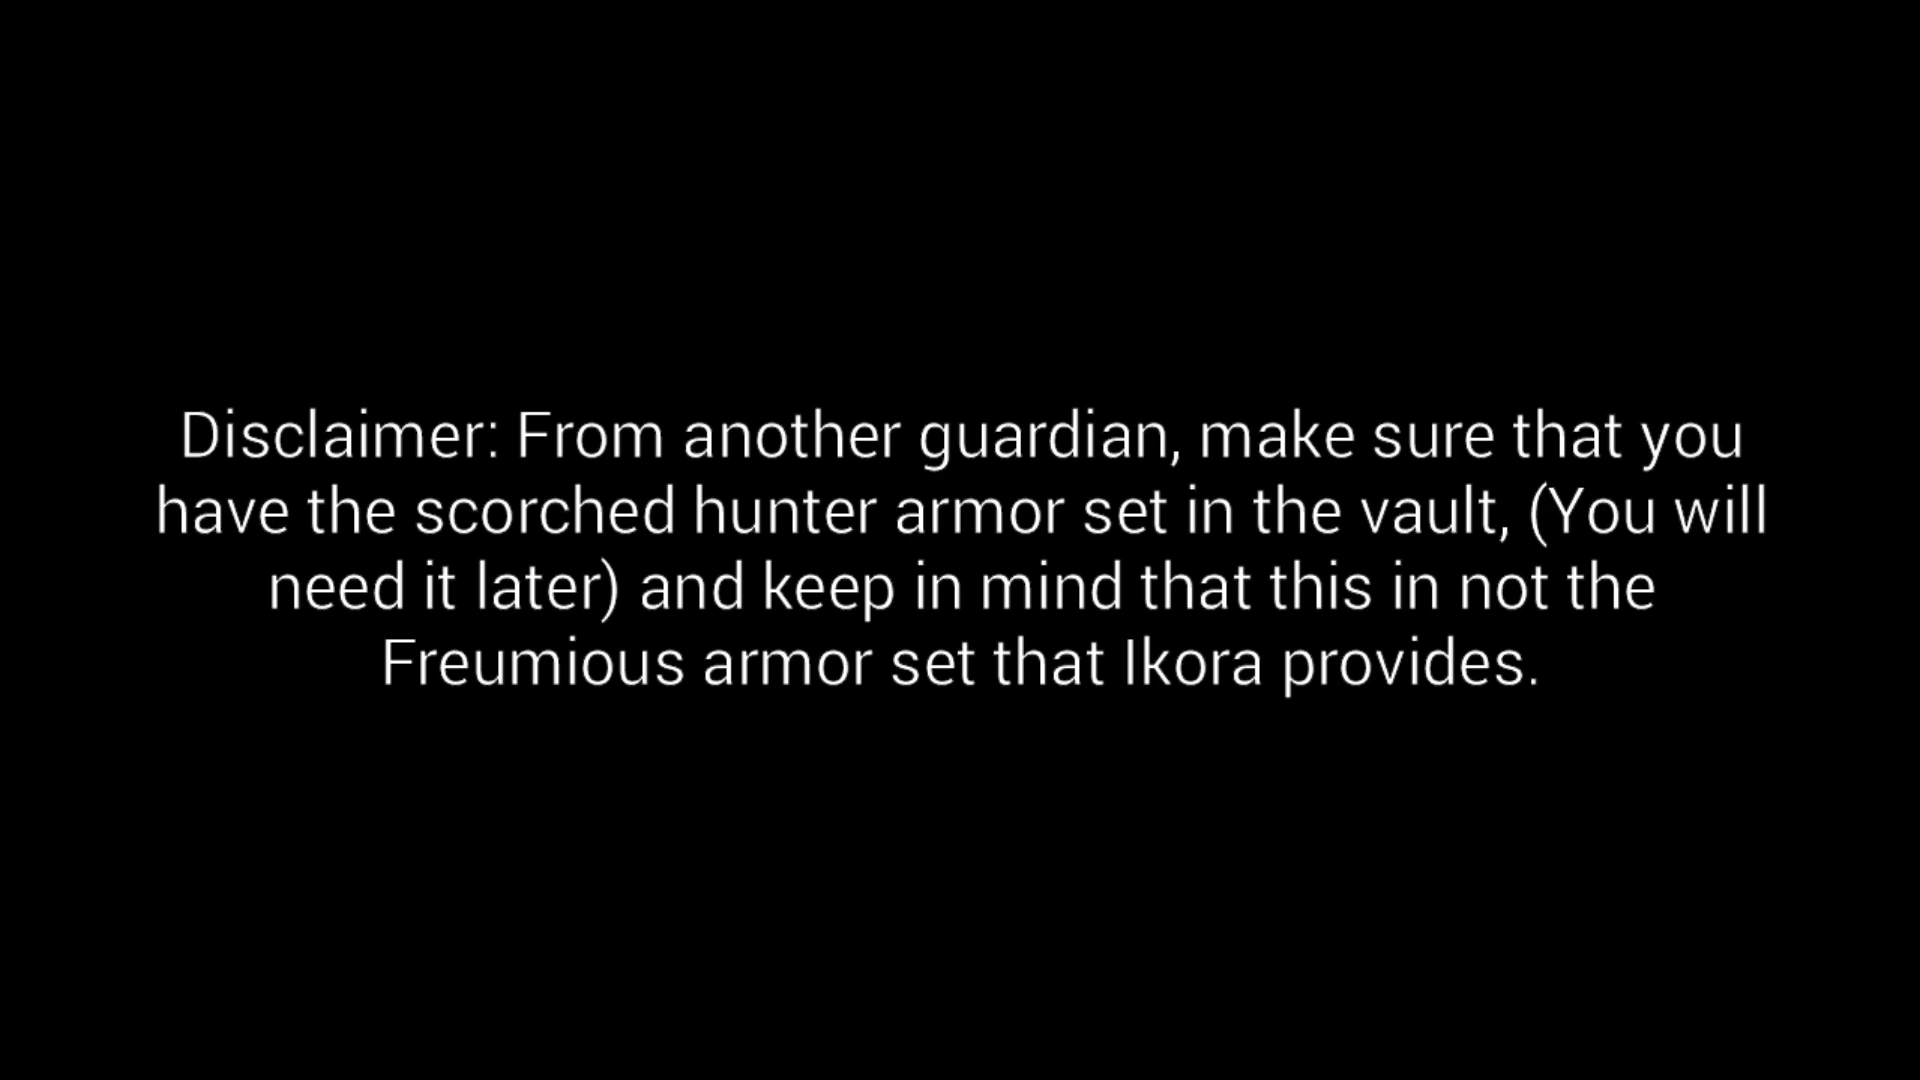 Disclaimer: From another guardian, make sure that you
have the scorched hunter armor set in the vault, (You will
need it later) and keep in mind that this in not the
Freumious armor set that Ikora provides.